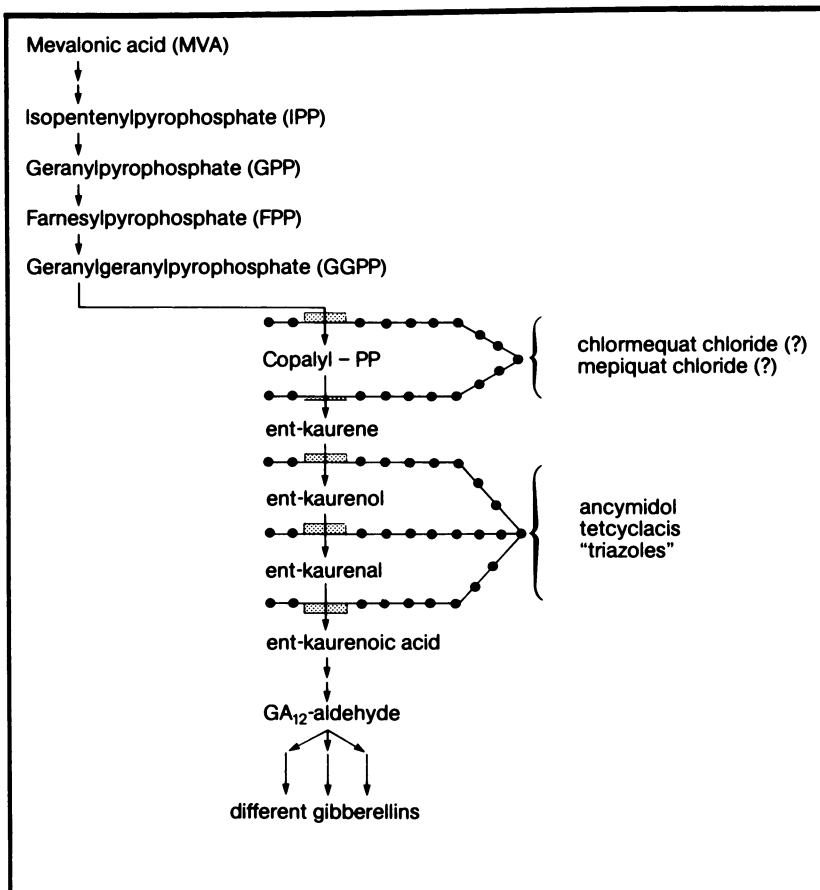 Mevalonic acid (MVA)
Isopentenylpyrophosphate (IPP)
Geranylpyrophosphate (GPP)
Farnesylpyrophosphate (FPP)
Geranylgeranylpyrophosphate (GGPP)
Copalyl – PP
chlormequat chloride (?)
mepiquat chloride (?)
ent-kaurene
ent-kaurenol
ent-kaurenal
ancymidol
tetcyclacis
"triazoles"
ent-kaurenoic acid
GA₁₂-aldehyde
different gibberellins